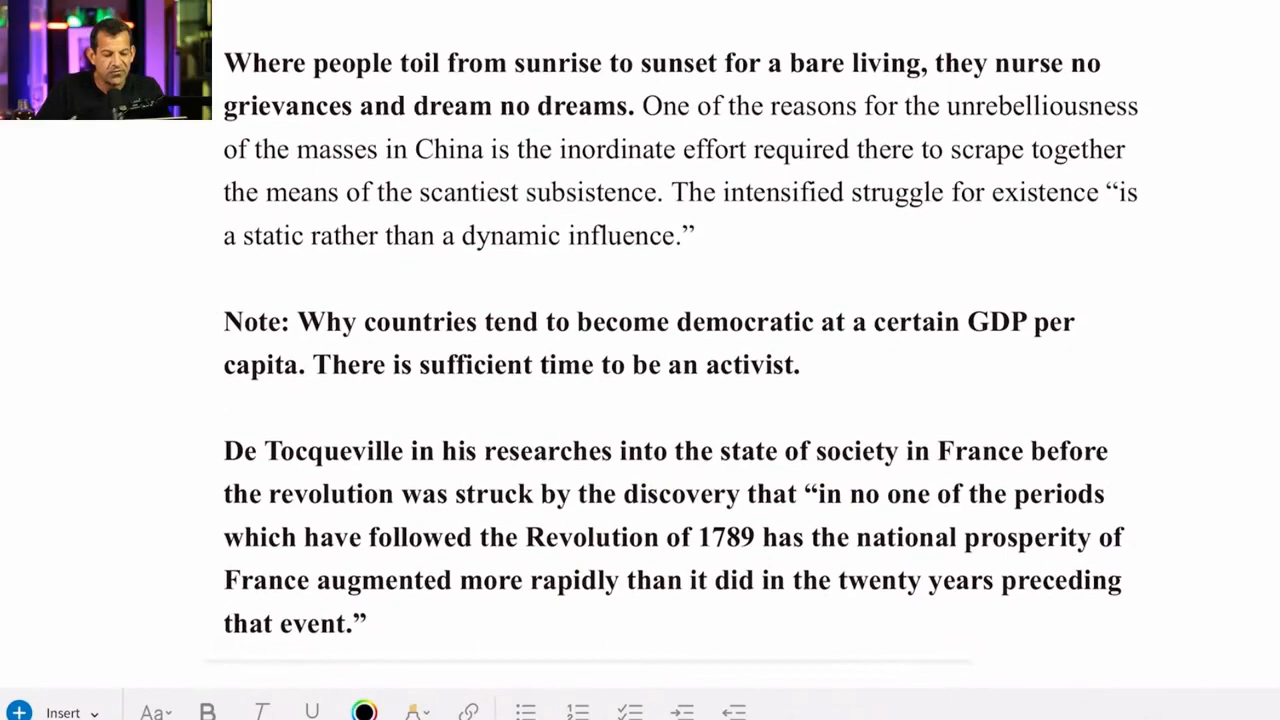 Where people toil from sunrise to sunset for a bare living, they nurse no
grievances and dream no dreams. One of the reasons for the unrebelliousness
of the masses in China is the inordinate effort required there to scrape together
the means of the scantiest subsistence. The intensified struggle for existence “is
a static rather than a dynamic influence.”
Note: Why countries tend to become democratic at a certain GDP per
capita. There is sufficient time to be an activist.
De Tocqueville in his researches into the state of society in France before
the revolution was struck by the discovery that “in no one of the periods
which have followed the Revolution of 1789 has the national prosperity of
France augmented more rapidly than it did in the twenty years preceding
that event.”
Insert Aa B I U